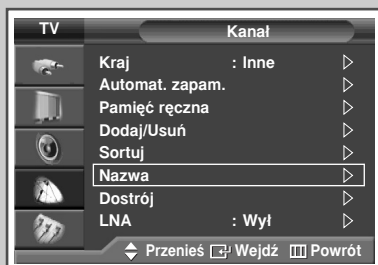 TV Kanał
Kraj : Inne
Automat. zapam.
Pamięć ręczna
Dodaj/Usuń
Sortuj
Nazwa
Dostrój
LNA : Wył
Przenieś Wejdź Powrót